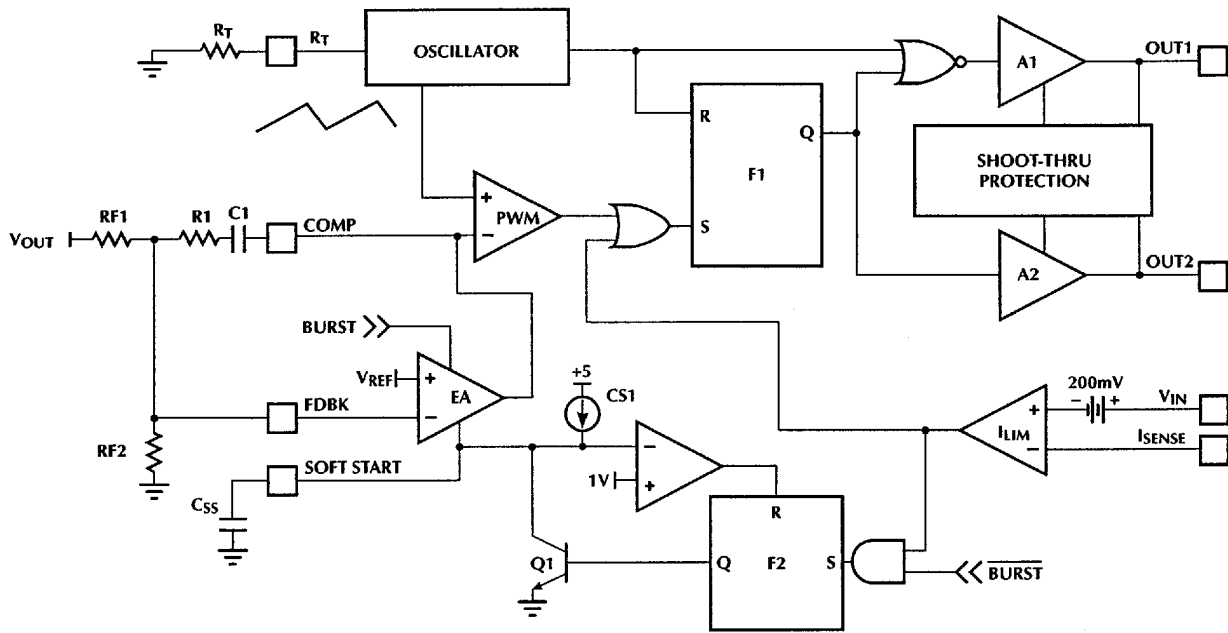 RT
RT
OSCILLATOR
A1
OUT1
R
Q
F1
S
SHOOT-THRU
PROTECTION
+
PWM
−
RF1
R1
C1
COMP
VOUT
A2
OUT2
BURST
VREF
+
EA
−
FDBK
+5
CS1
200mV
− +
VIN
+
ILIM
−
ISENSE
RF2
SOFT START
CSS
−
1V
+
R
Q1
Q
F2
S
BURST